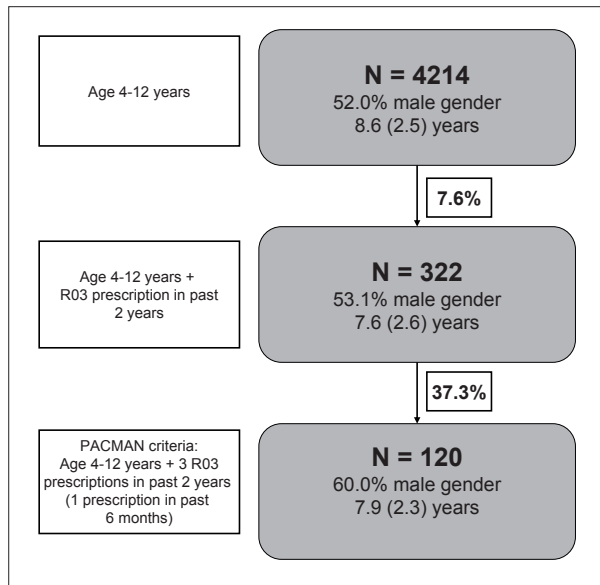 Age 4-12 years
N = 4214
52.0% male gender
8.6 (2.5) years
7.6%
Age 4-12 years +
R03 prescription in past
2 years
N = 322
53.1% male gender
7.6 (2.6) years
37.3%
PACMAN criteria:
Age 4-12 years + 3 R03
prescriptions in past 2 years
(1 prescription in past
6 months)
N = 120
60.0% male gender
7.9 (2.3) years